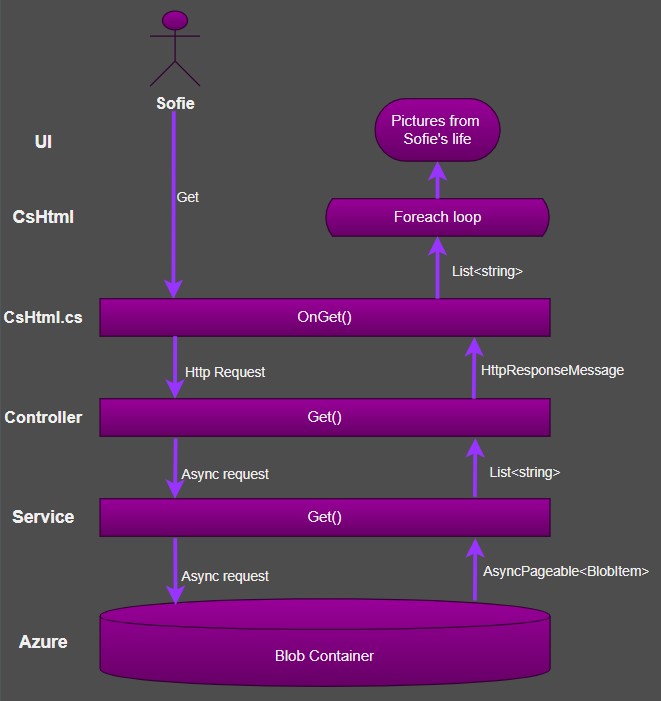 Sofie
UI
Pictures from
Sofie's life
Get
CsHtml
Foreach loop
List<string>
CsHtml.cs
OnGet()
Http Request
HttpResponseMessage
Controller
Get()
Async request
List<string>
Service
Get()
Async request
AsyncPageable<BlobItem>
Azure
Blob Container